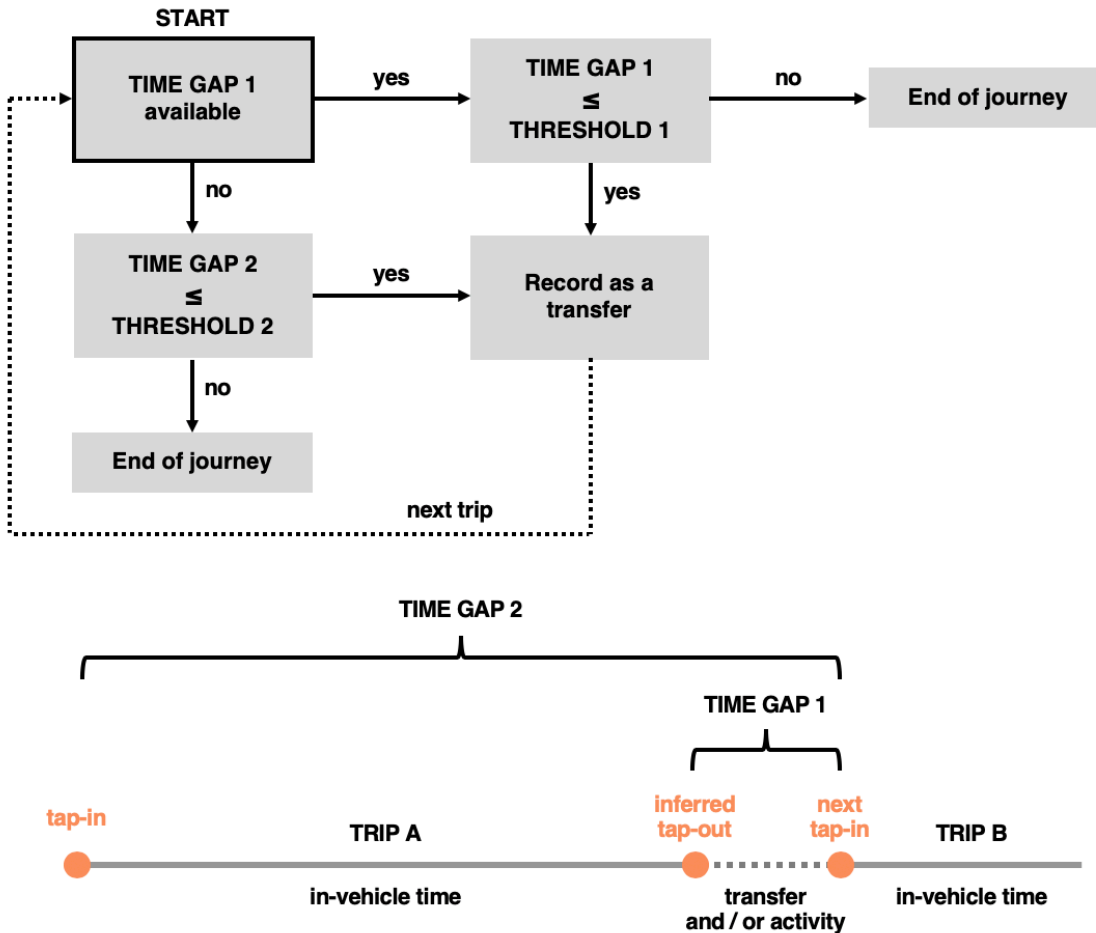 START
TIME GAP 1
available
yes
TIME GAP 1
≤
THRESHOLD 1
no
End of journey
no
yes
TIME GAP 2
≤
THRESHOLD 2
yes
Record as a
transfer
no
End of journey
next trip
TIME GAP 2
TIME GAP 1
tap-in
inferred
tap-out
next
tap-in
TRIP A
TRIP B
in-vehicle time
transfer
and / or activity
in-vehicle time